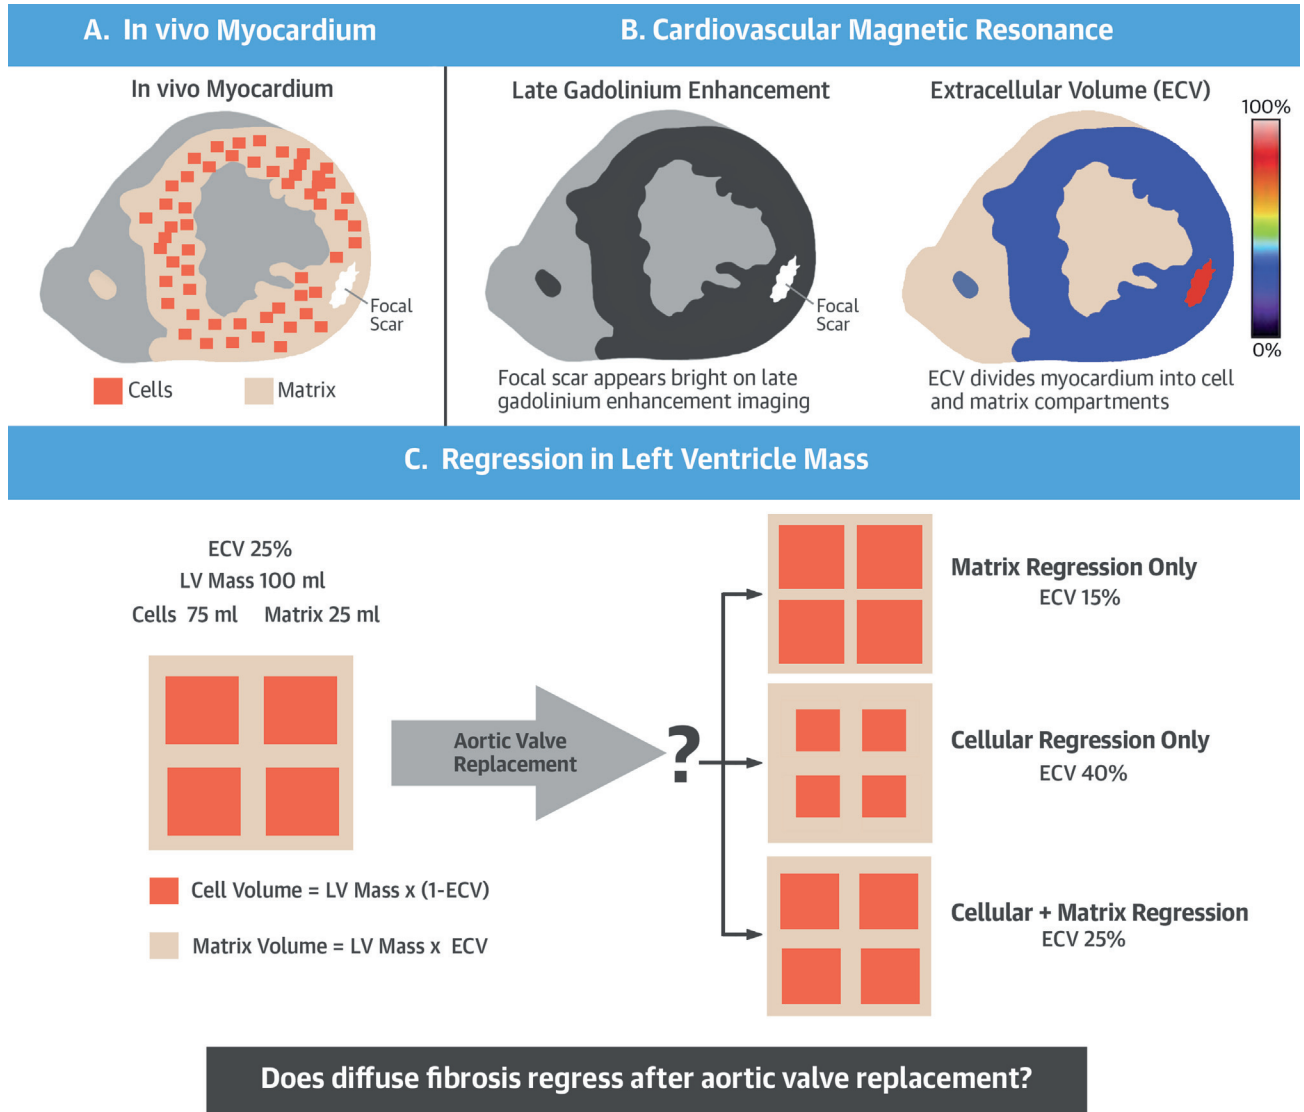 A. In vivo Myocardium
B. Cardiovascular Magnetic Resonance
In vivo Myocardium
Focal
Scar
Cells
Matrix
Late Gadolinium Enhancement
Focal
Scar
Focal scar appears bright on late
gadolinium enhancement imaging
Extracellular Volume (ECV)
100%
0%
ECV divides myocardium into cell
and matrix compartments
C. Regression in Left Ventricle Mass
ECV 25%
LV Mass 100 ml
Cells 75 ml Matrix 25 ml
Cell Volume = LV Mass x (1-ECV)
Matrix Volume = LV Mass x ECV
Aortic Valve
Replacement
?
Matrix Regression Only
ECV 15%
Cellular Regression Only
ECV 40%
Cellular + Matrix Regression
ECV 25%
Does diffuse fibrosis regress after aortic valve replacement?